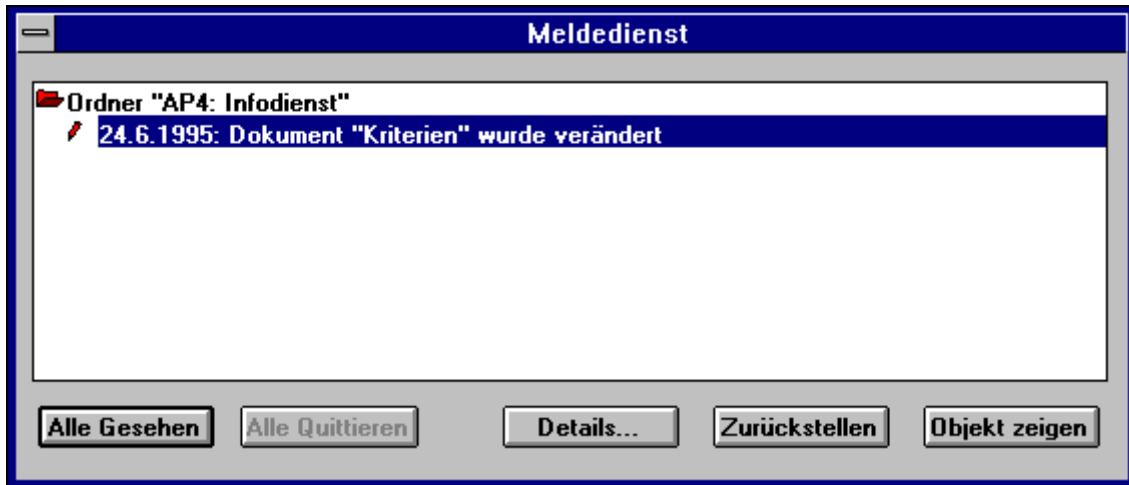 Meldedienst
Ordner "AP4: Infodienst"
24.6.1995: Dokument "Kriterien" wurde verändert
Alle Gesehen Alle Quittieren Details... Zurückstellen Objekt zeigen